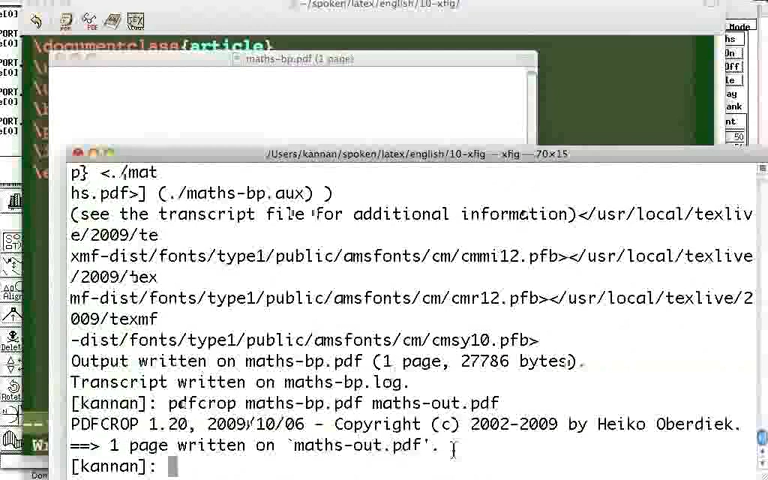 ~/spoken/latex/english/10-xfig/
\documentclass{article}
maths-bp.pdf (1 page)
/Users/kannan/spoken/latex/english/10-xfig — xfig — 70×15
p} <./mat
hs.pdf>] (./maths-bp.aux) )
(see the transcript file for additional information)</usr/local/texliv
e/2009/te
xmf-dist/fonts/type1/public/amsfonts/cm/cmmi12.pfb></usr/local/texlive
/2009/tex
mf-dist/fonts/type1/public/amsfonts/cm/cmr12.pfb></usr/local/texlive/2
009/texmf
-dist/fonts/type1/public/amsfonts/cm/cmsy10.pfb>
Output written on maths-bp.pdf (1 page, 27786 bytes).
Transcript written on maths-bp.log.
[kannan]: pdfcrop maths-bp.pdf maths-out.pdf
PDFCROP 1.20, 2009/10/06 - Copyright (c) 2002-2009 by Heiko Oberdiek.
==> 1 page written on `maths-out.pdf'.
[kannan]: